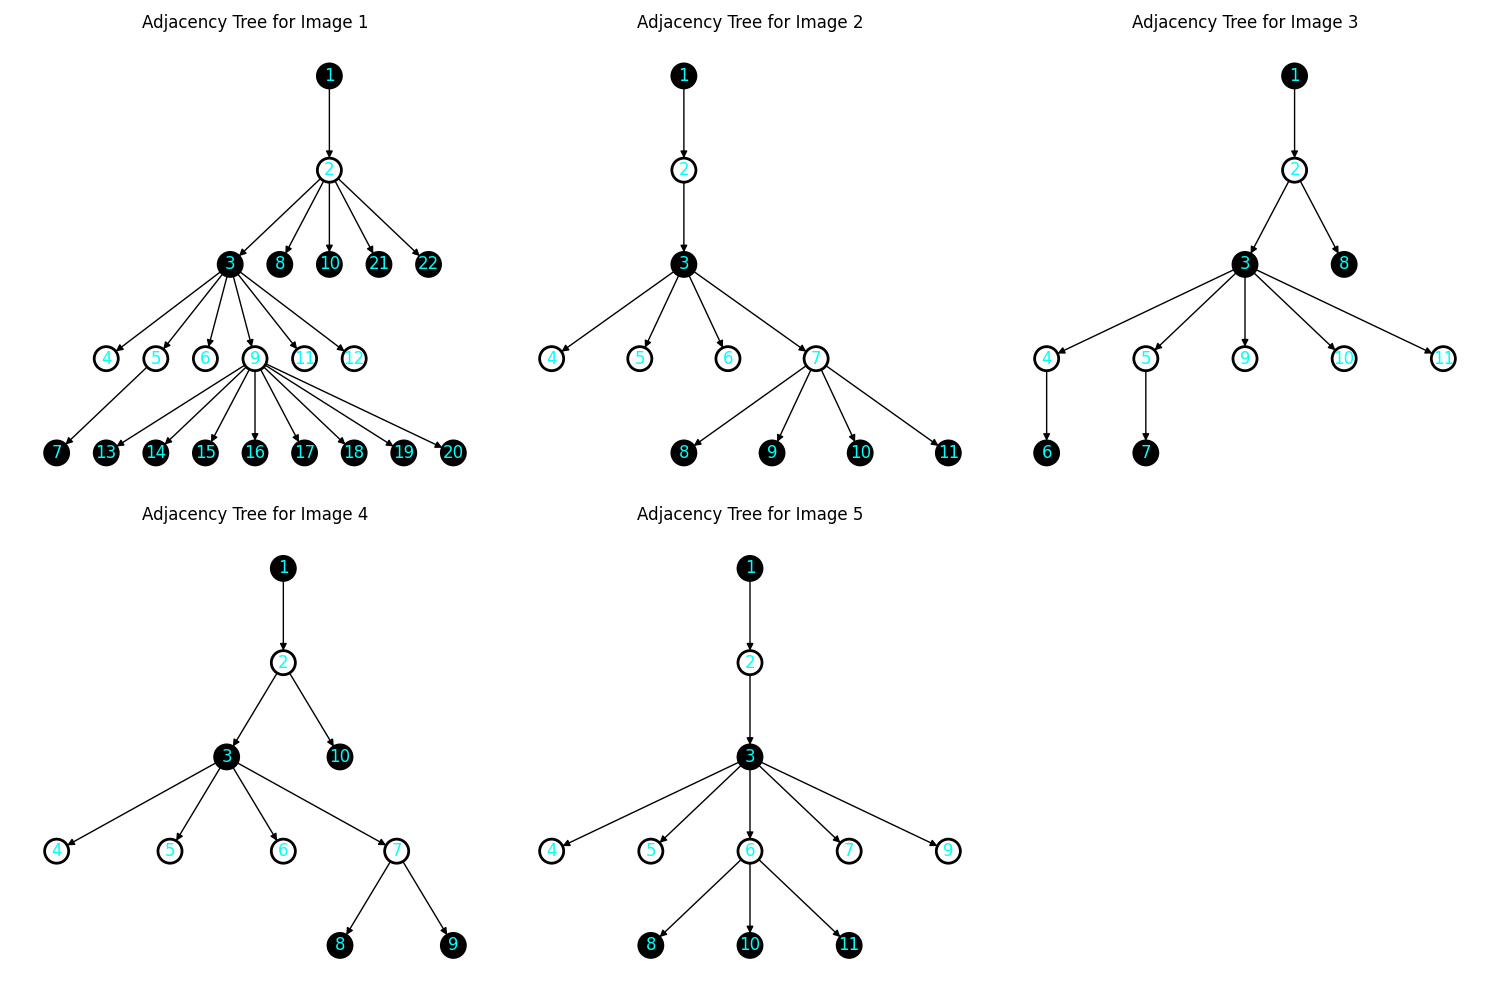 Adjacency Tree for Image 1 Adjacency Tree for Image 2 Adjacency Tree for Image 3
1 1 1
2 2 2
3 8 10 21 22 3 3 8
4 5 6 9 11 12 4 5 6 7 4 5 9 10 11
7 13 14 15 16 17 18 19 20 8 9 10 11 6 7
Adjacency Tree for Image 4 Adjacency Tree for Image 5
1 1
2 2
3 10 3
4 5 6 7 4 5 6 7 9
8 9 8 10 11